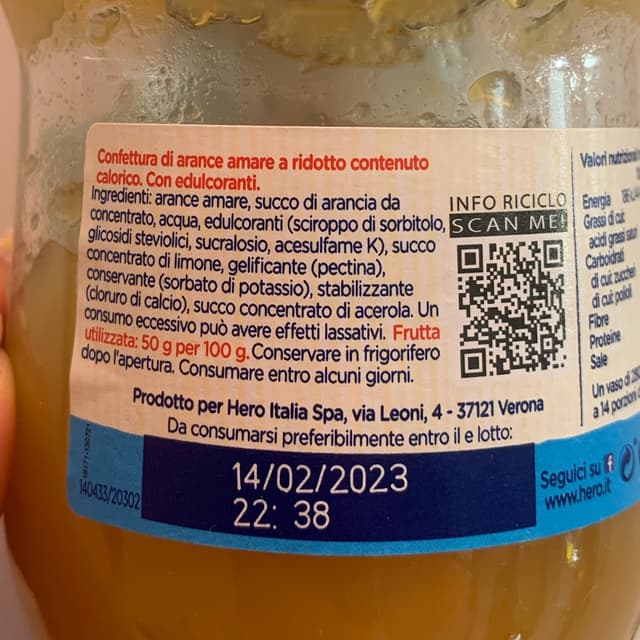 Confettura di arance amare a ridotto contenuto
calorico. Con edulcoranti.
Ingredienti: arance amare, succo di arancia da
concentrato, acqua, edulcoranti (sciroppo di sorbitolo,
glicosidi steviolici, sucralosio, acesulfame K), succo
concentrato di limone, gelificante (pectina),
conservante (sorbato di potassio), stabilizzante
(cloruro di calcio), succo concentrato di acerola. Un
consumo eccessivo può avere effetti lassativi. Frutta
utilizzata: 50 g per 100 g. Conservare in frigorifero
dopo l'apertura. Consumare entro alcuni giorni.
INFO RICICLO
SCAN ME!
Valori nutrizionali
Energia
Grassi di cui:
acidi grassi
Carboidrati
di cui: zuccheri
di cui: polioli
Fibre
Proteine
Sale
Un vaso di
a 14 porzioni
Prodotto per Hero Italia Spa, via Leoni, 4 - 37121 Verona
Da consumarsi preferibilmente entro il e lotto:
14/02/2023
22: 38
140433/20302
Seguici su
www.hero.it